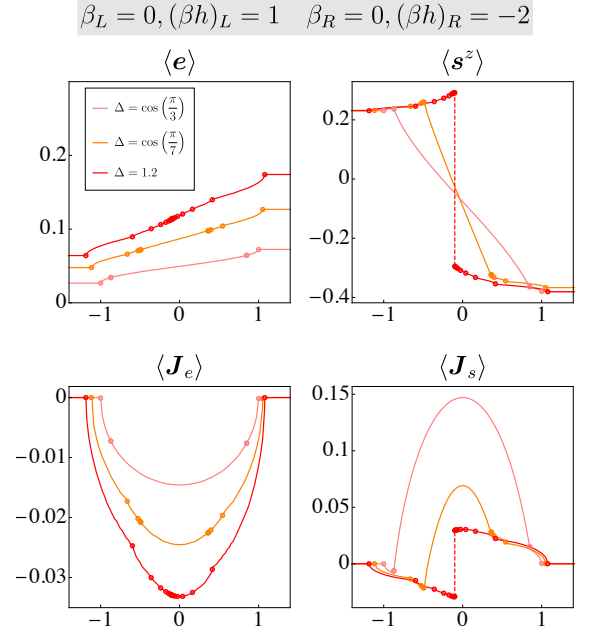 β_L = 0, (βh)_L = 1 β_R = 0, (βh)_R = −2
⟨e⟩
⟨s^z⟩
0.2
0.1
0
Δ = cos(π/3)
Δ = cos(π/7)
Δ = 1.2
−1 0 1
0.2
0
−0.2
−0.4
−1 0 1
⟨J_e⟩
⟨J_s⟩
0
−0.01
−0.02
−0.03
−1 0 1
0.15
0.10
0.05
0
−1 0 1